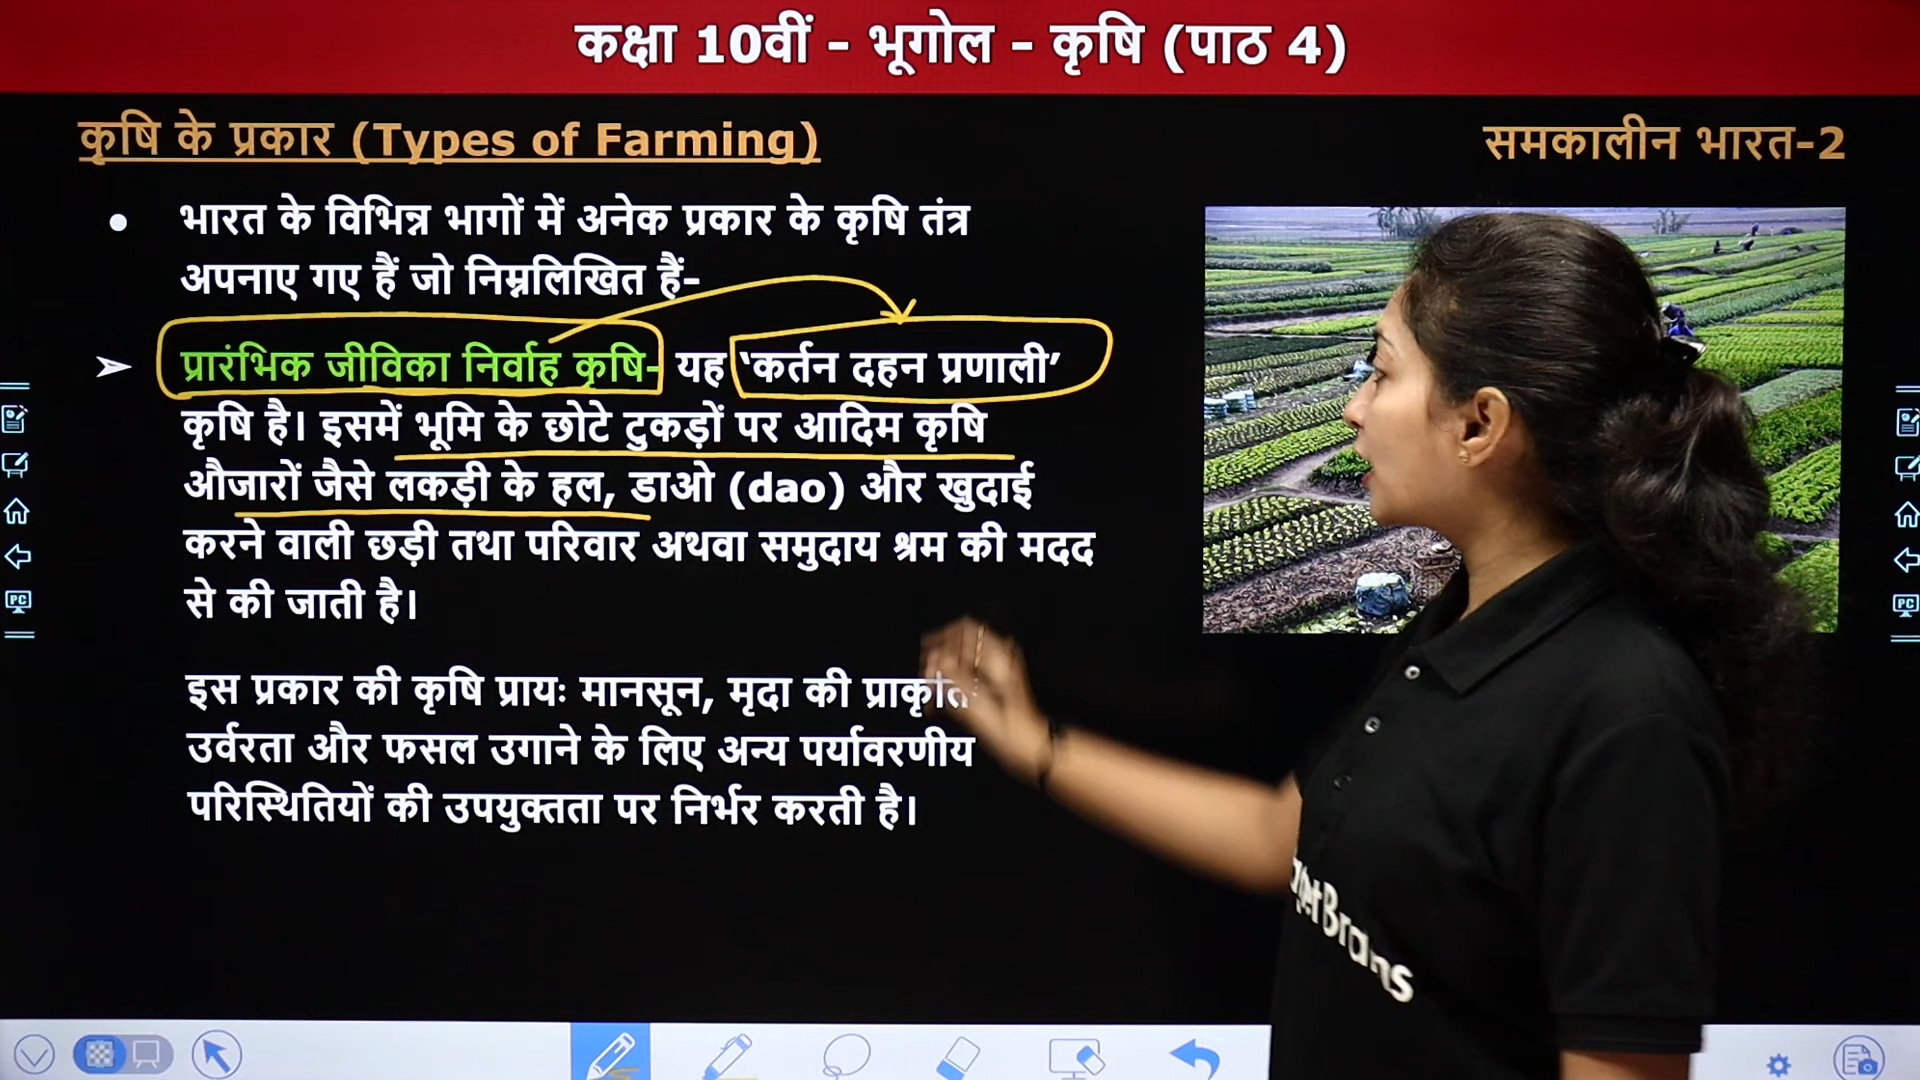 कक्षा 10वीं - भूगोल - कृषि (पाठ 4)
कृषि के प्रकार (Types of Farming)
समकालीन भारत-2
● भारत के विभिन्न भागों में अनेक प्रकार के कृषि तंत्र
अपनाए गए हैं जो निम्नलिखित हैं-
➢ प्रारंभिक जीविका निर्वाह कृषि- यह ‘कर्तन दहन प्रणाली’
कृषि है। इसमें भूमि के छोटे टुकड़ों पर आदिम कृषि
औजारों जैसे लकड़ी के हल, डाओ (dao) और खुदाई
करने वाली छड़ी तथा परिवार अथवा समुदाय श्रम की मदद
से की जाती है।
इस प्रकार की कृषि प्रायः मानसून, मृदा की
उर्वरता और फसल उगाने के लिए अन्य पर्यावरणीय
परिस्थितियों की उपयुक्तता पर निर्भर करती है।
PC
PC